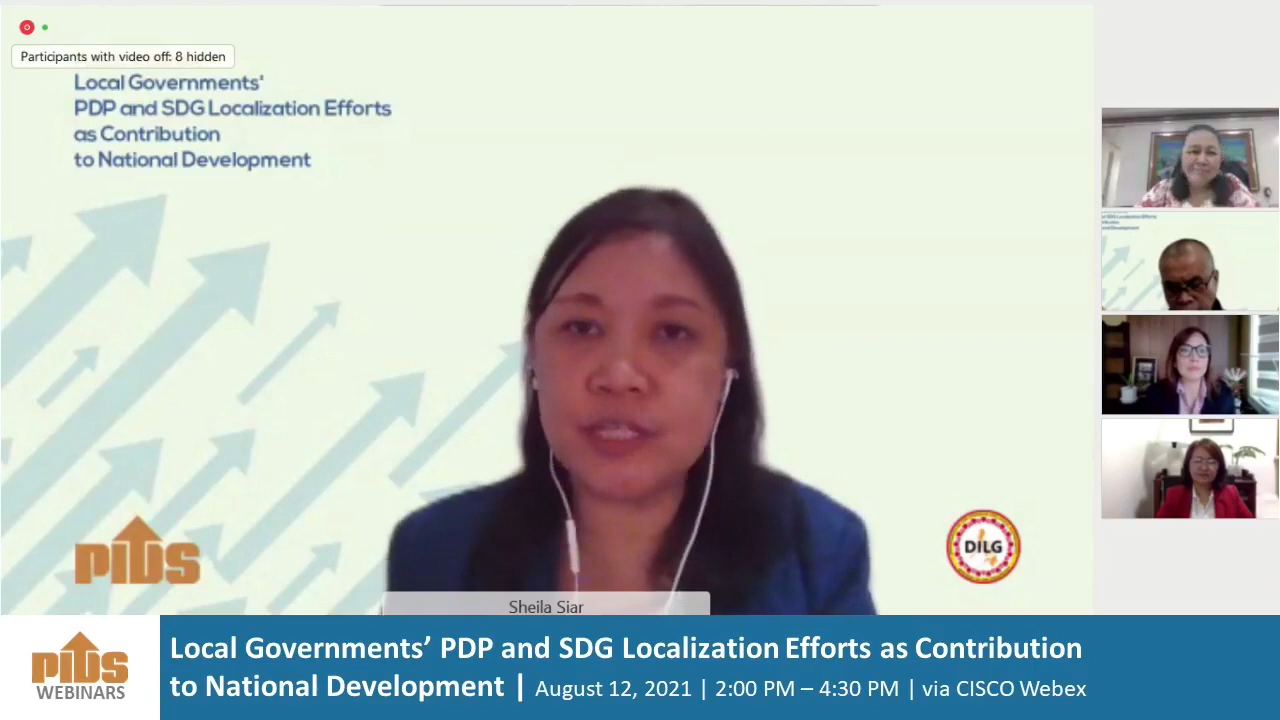 Participants with video off: 8 hidden
Local Governments'
PDP and SDG Localization Efforts
as Contribution
to National Development
PIDS
DILG
Sheila Siar
PIDS
WEBINARS
Local Governments’ PDP and SDG Localization Efforts as Contribution
to National Development | August 12, 2021 | 2:00 PM – 4:30 PM | via CISCO Webex